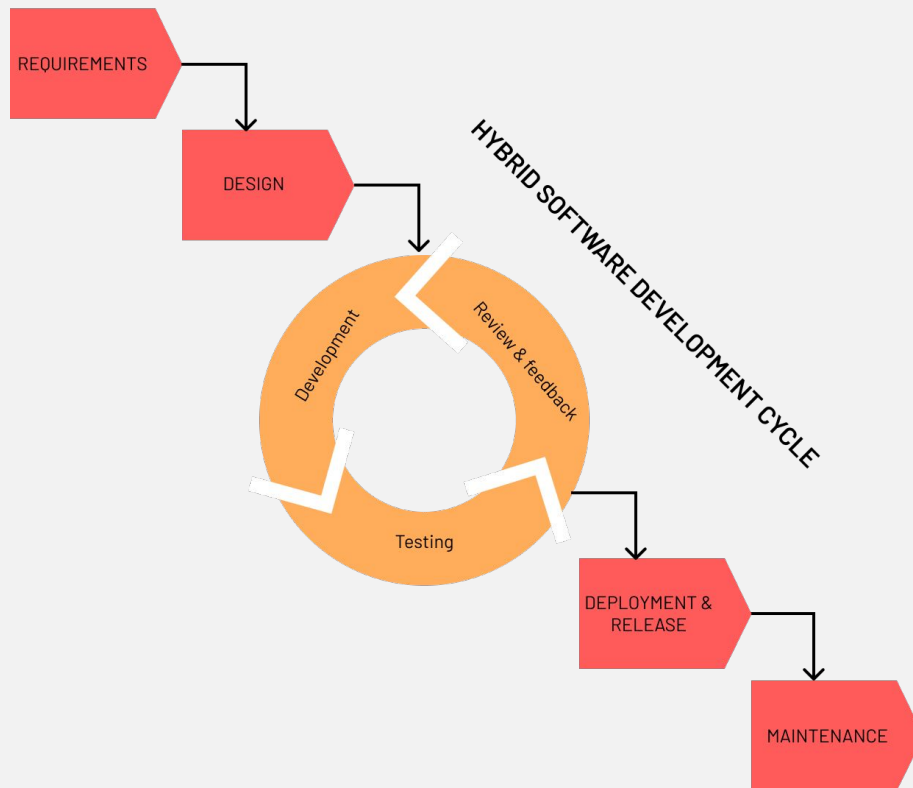 REQUIREMENTS
DESIGN
HYBRID SOFTWARE DEVELOPMENT CYCLE
Development
Review & feedback
Testing
DEPLOYMENT &
RELEASE
MAINTENANCE